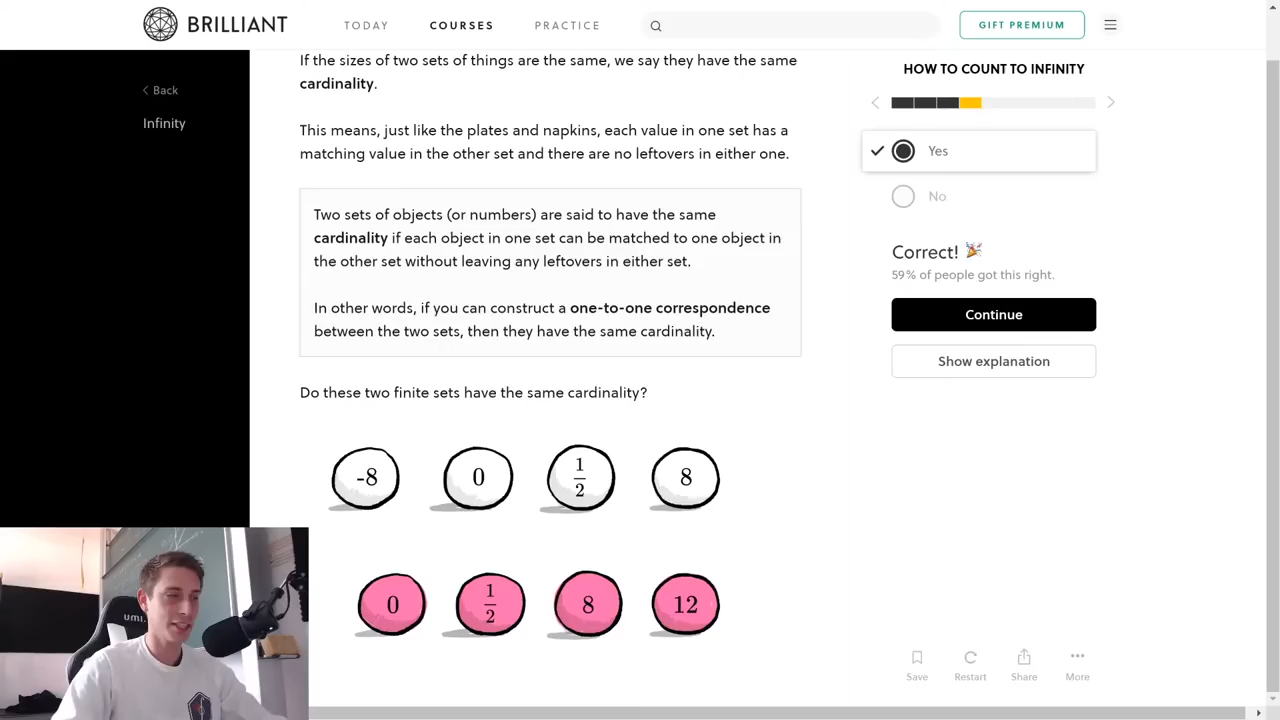 BRILLIANT
TODAY
COURSES
PRACTICE
GIFT PREMIUM
Back
Infinity
If the sizes of two sets of things are the same, we say they have the same
cardinality.
This means, just like the plates and napkins, each value in one set has a
matching value in the other set and there are no leftovers in either one.
Two sets of objects (or numbers) are said to have the same
cardinality if each object in one set can be matched to one object in
the other set without leaving any leftovers in either set.
In other words, if you can construct a one-to-one correspondence
between the two sets, then they have the same cardinality.
Do these two finite sets have the same cardinality?
-8 0 1/2 8
0 1/2 8 12
HOW TO COUNT TO INFINITY
Yes
No
Correct! 🎉
59% of people got this right.
Continue
Show explanation
Save Restart Share More